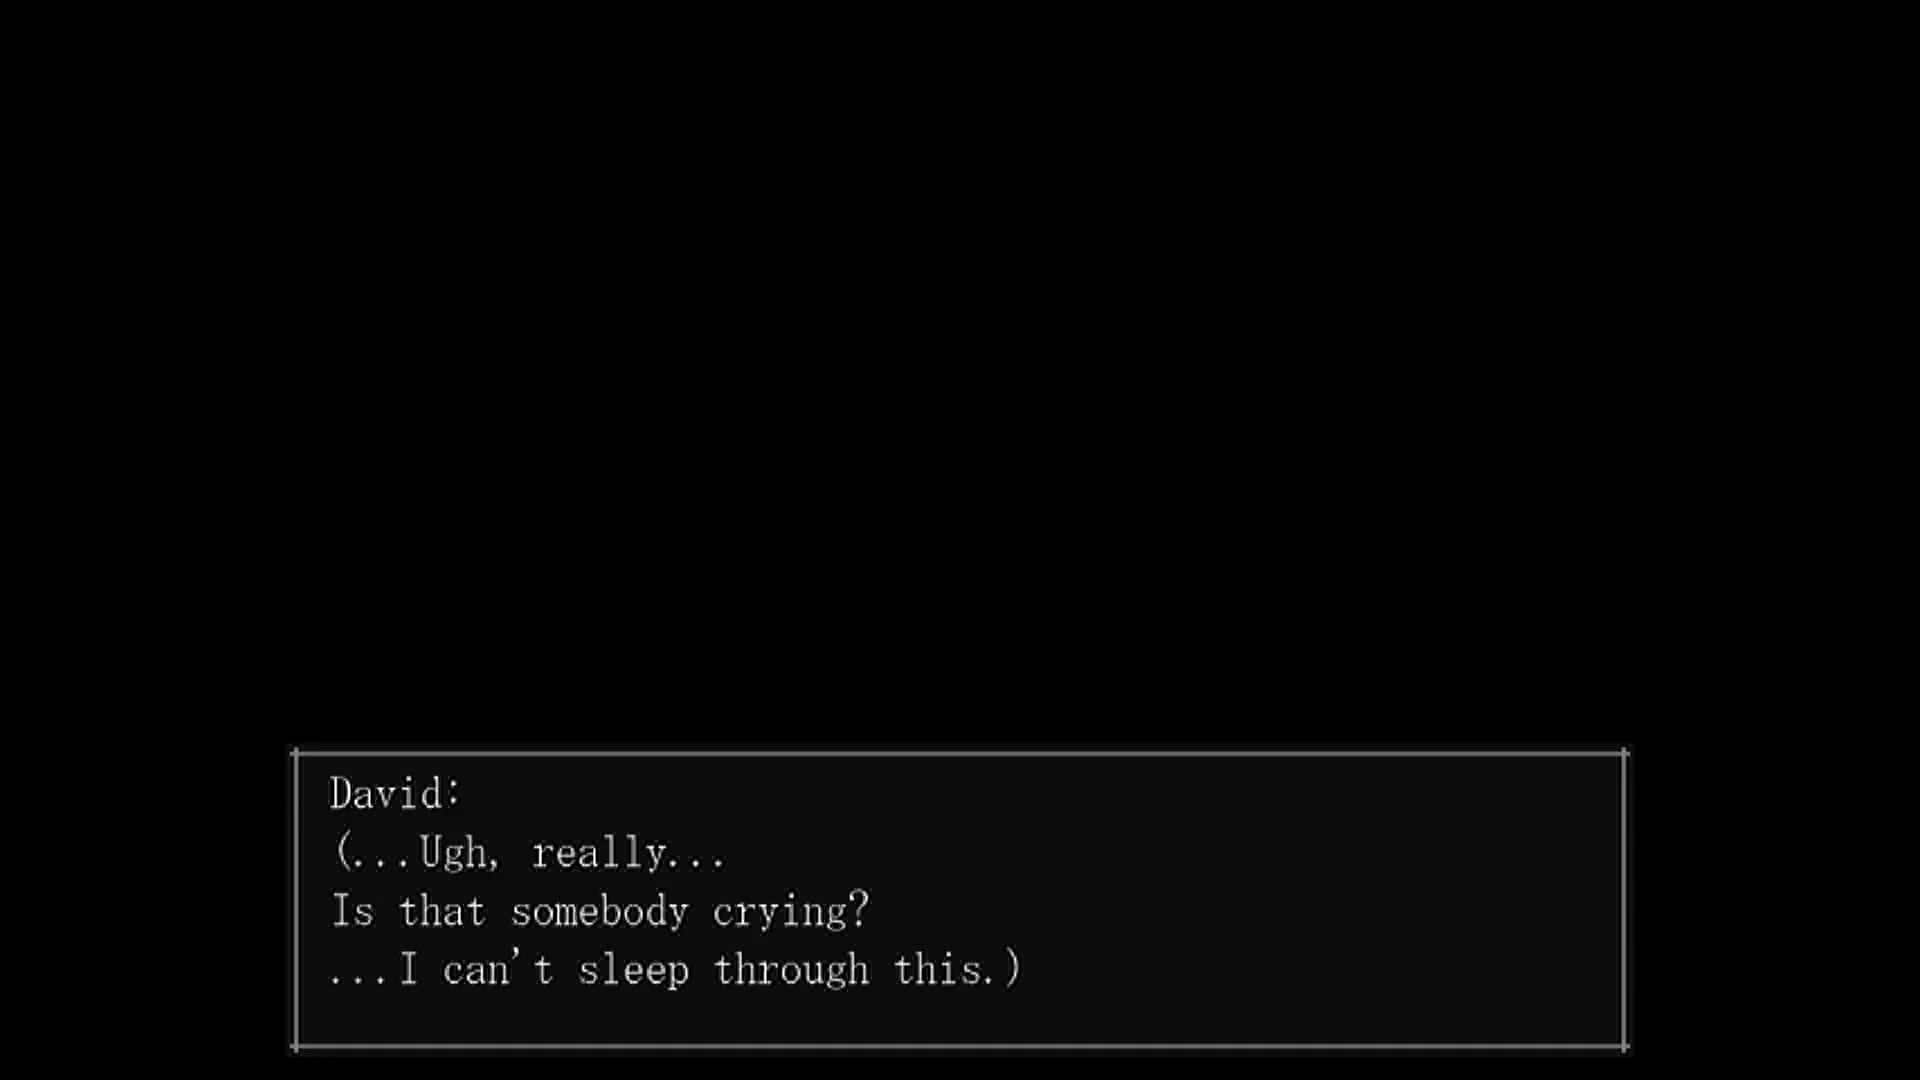 David:
(...Ugh, really...
Is that somebody crying?
...I can't sleep through this.)